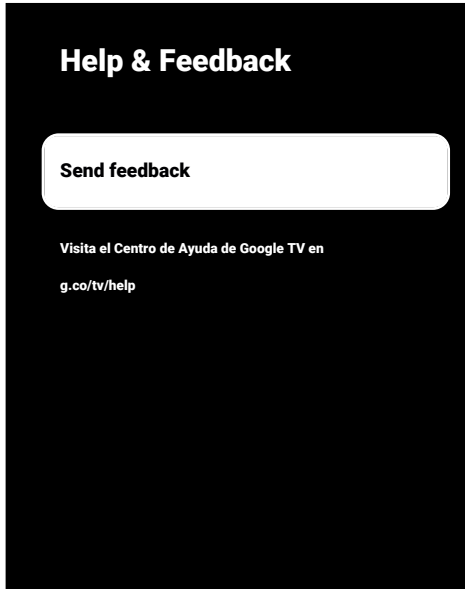 Help & Feedback
Send feedback
Visita el Centro de Ayuda de Google TV en
g.co/tv/help